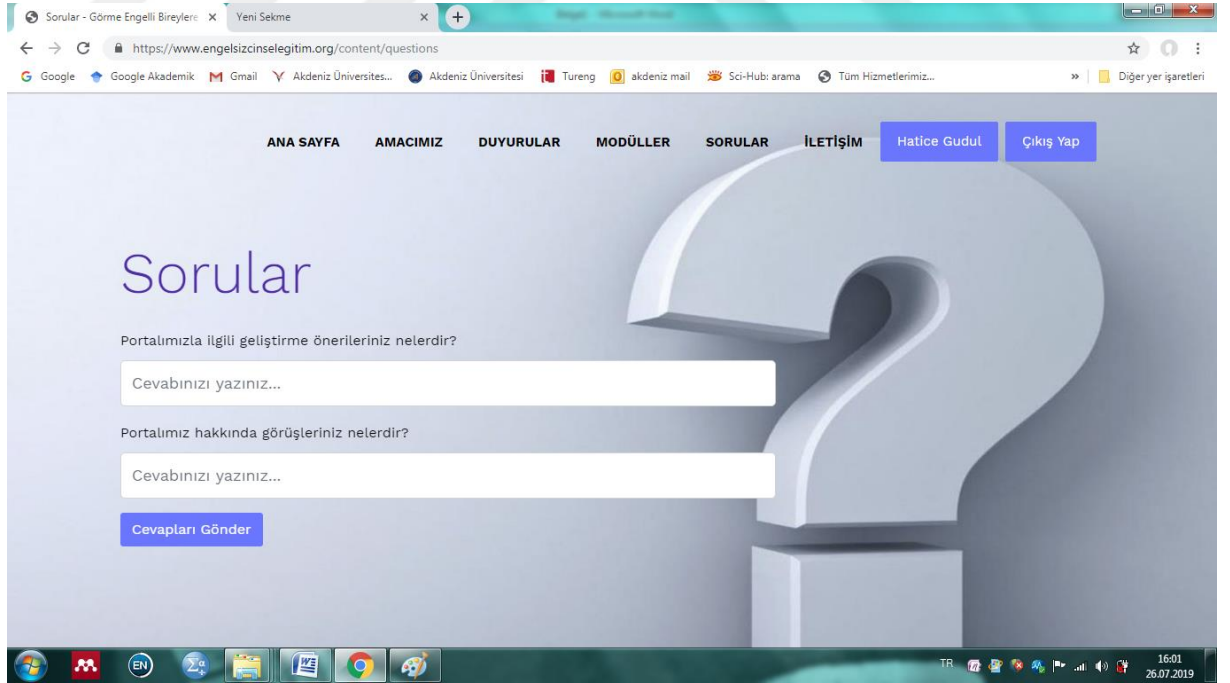 Sorular - Görme Engelli Bireylere
Yeni Sekme
https://www.engelsizcinselegitim.org/content/questions
Google Google Akademik Gmail Akdeniz Üniversites... Akdeniz Üniversitesi Tureng akdeniz mail Sci-Hub: arama Tüm Hizmetlerimiz... » Diğer yer işaretleri
ANA SAYFA AMACIMIZ DUYURULAR MODÜLLER SORULAR İLETİŞİM Hatice Gudul Çıkış Yap
Sorular
Portalımızla ilgili geliştirme önerileriniz nelerdir?
Cevabınızı yazınız...
Portalımız hakkında görüşleriniz nelerdir?
Cevabınızı yazınız...
Cevapları Gönder
EN
TR
16:01
26.07.2019